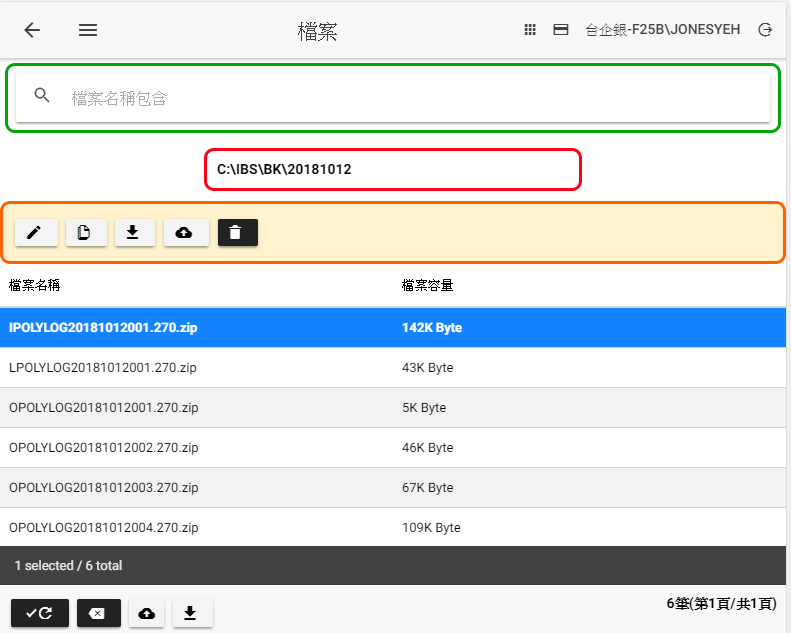 檔案
台企銀-F25B\JONESYEH
檔案名稱包含
C:\IBS\BK\20181012
檔案名稱 檔案容量
IPOLYLOG20181012001.270.zip 142K Byte
LPOLYLOG20181012001.270.zip 43K Byte
OPOLYLOG20181012001.270.zip 5K Byte
OPOLYLOG20181012002.270.zip 46K Byte
OPOLYLOG20181012003.270.zip 67K Byte
OPOLYLOG20181012004.270.zip 109K Byte
1 selected / 6 total
6筆(第1頁/共1頁)